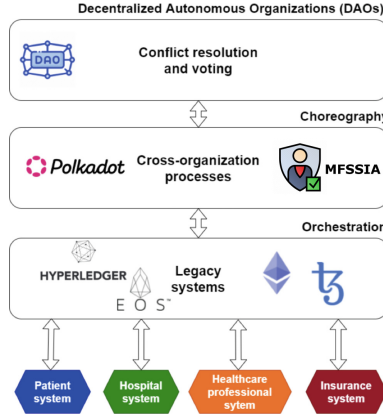 Decentralized Autonomous Organizations (DAOs)
DAO
Conflict resolution
and voting
Choreography
Polkadot
Cross-organization
processes
MFSSIA
Orchestration
HYPERLEDGER
Legacy
systems
E O S™
Patient
system
Hospital
system
Healthcare
professional
sytem
Insurance
system